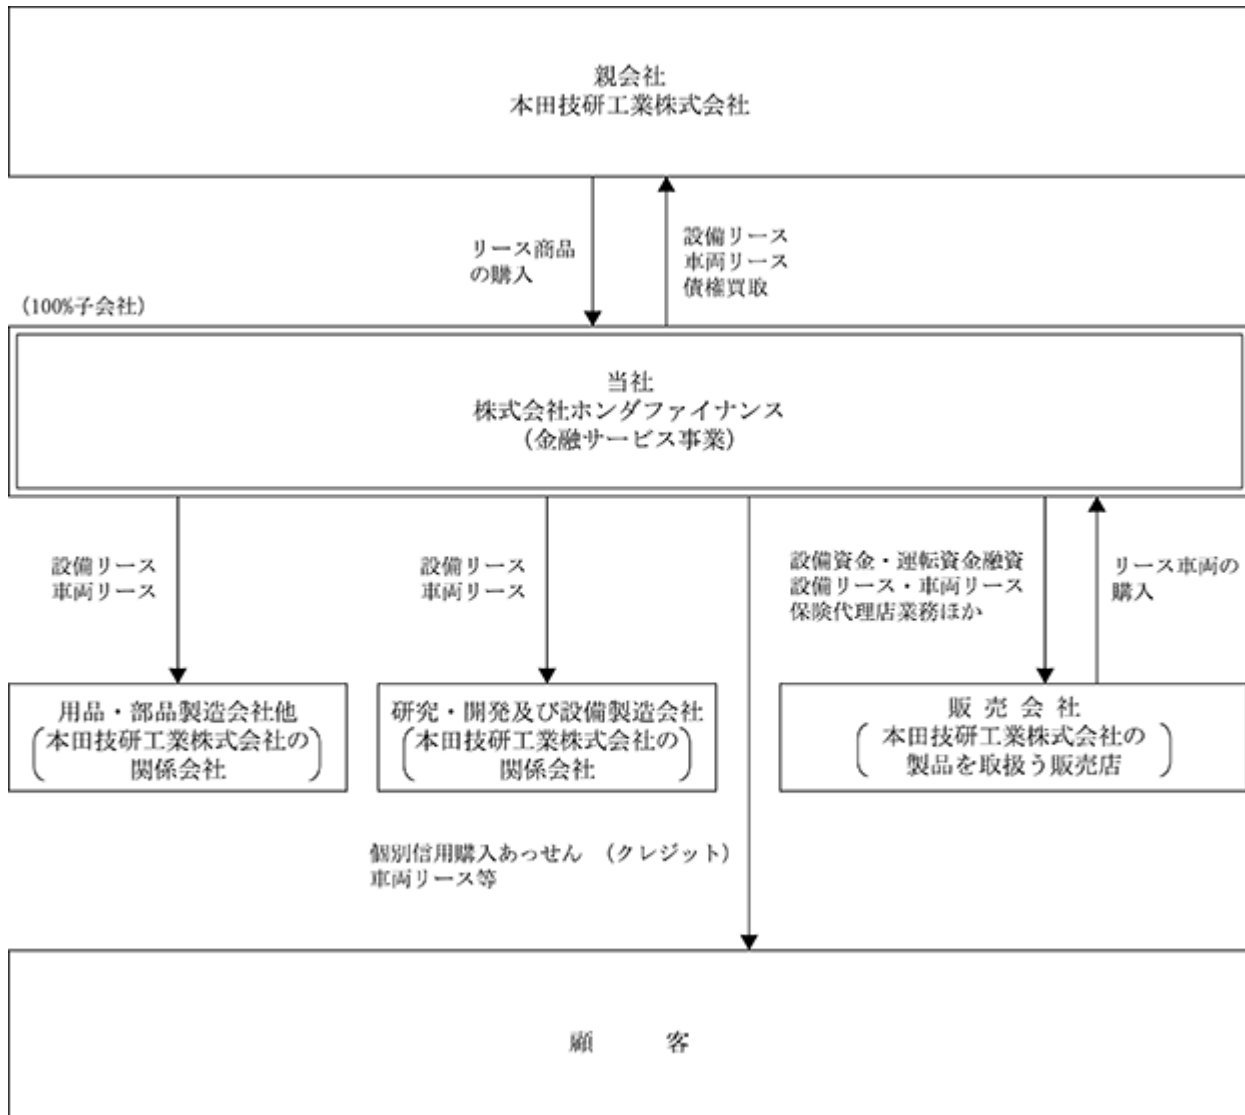 親会社
本田技研工業株式会社
リース商品
の購入
設備リース
車両リース
債権買取
(100%子会社)
当社
株式会社ホンダファイナンス
(金融サービス事業)
設備リース
車両リース
設備リース
車両リース
設備資金・運転資金融資
設備リース・車両リース
保険代理店業務ほか
リース車両の
購入
用品・部品製造会社他
(本田技研工業株式会社の
関係会社)
研究・開発及び設備製造会社
(本田技研工業株式会社の
関係会社)
販売会社
(本田技研工業株式会社の
製品を取扱う販売店)
個別信用購入あっせん (クレジット)
車両リース等
顧客